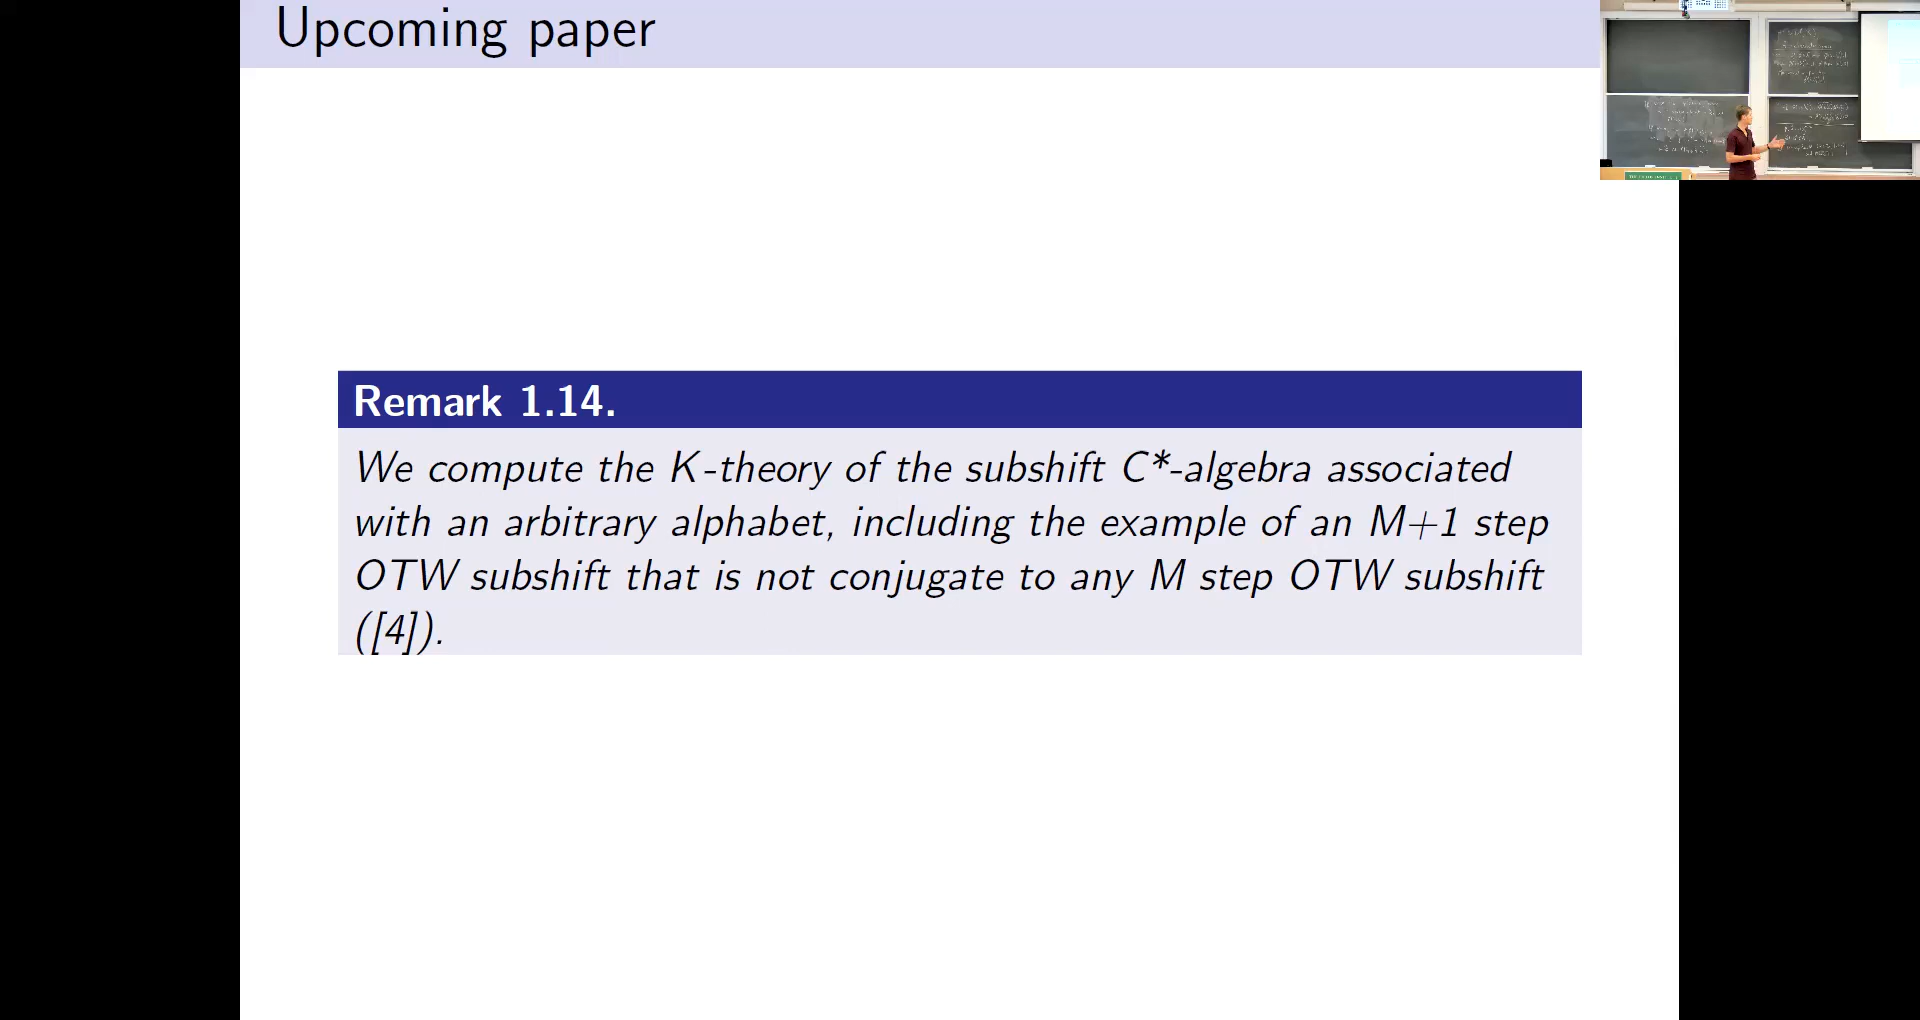 Upcoming paper
Remark 1.14.
We compute the K-theory of the subshift C*-algebra associated
with an arbitrary alphabet, including the example of an M+1 step
OTW subshift that is not conjugate to any M step OTW subshift
([4]).